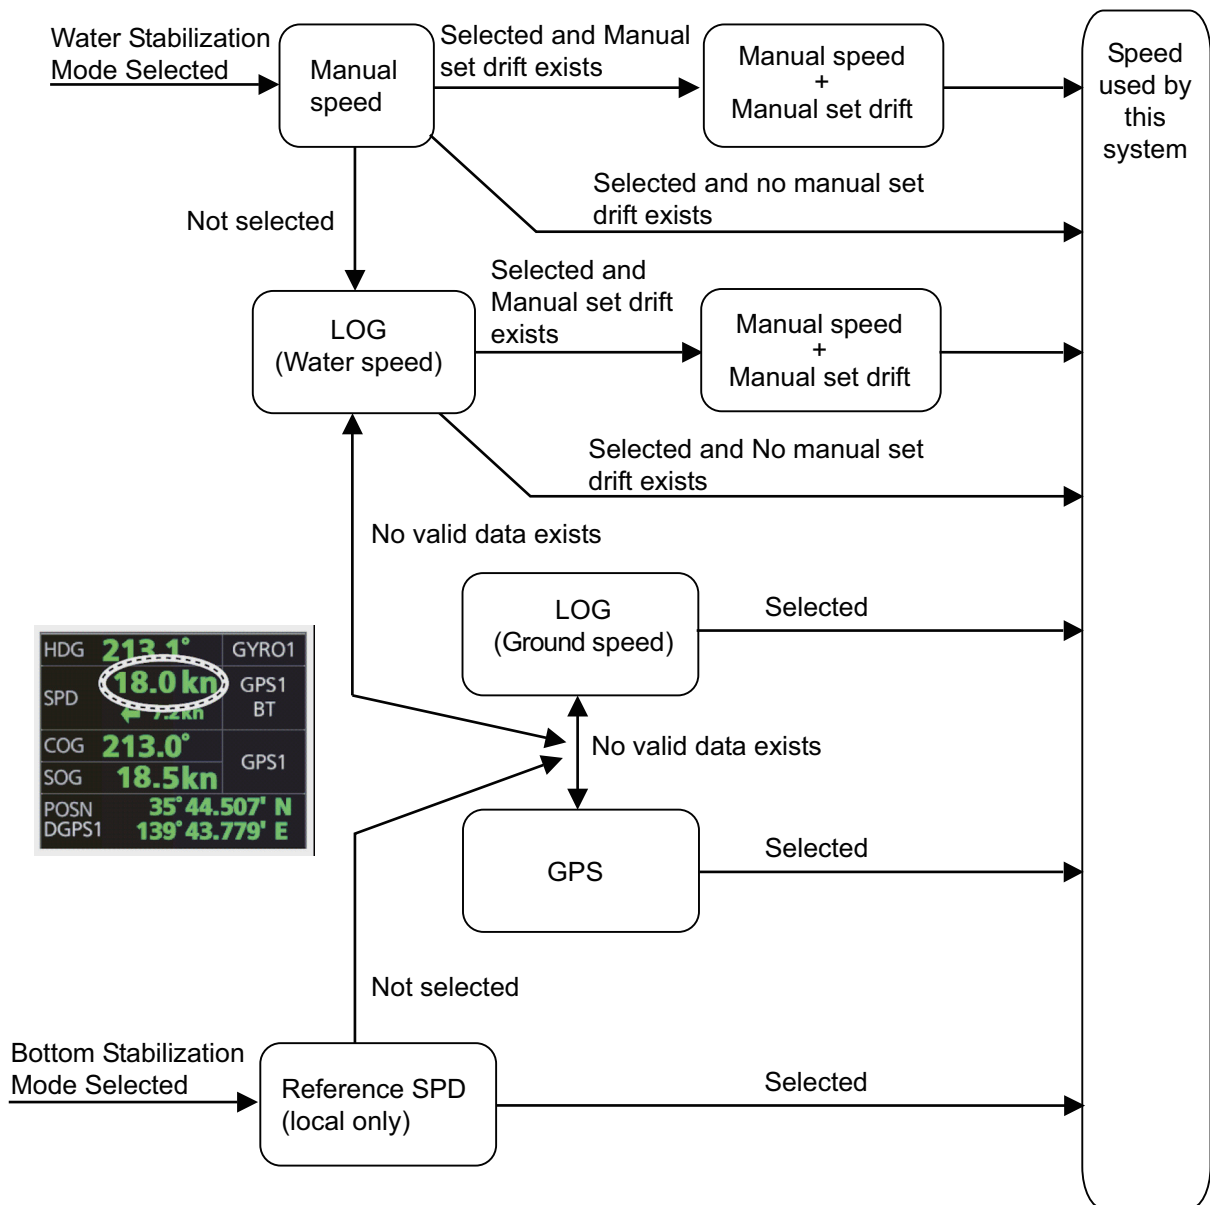 Water Stabilization
Mode Selected
Manual
speed
Selected and Manual
set drift exists
Manual speed
+
Manual set drift
Speed
used by
this
system
Selected and no manual set
drift exists
Not selected
Selected and
Manual set drift
exists
LOG
(Water speed)
Manual speed
+
Manual set drift
Selected and No manual set
drift exists
No valid data exists
LOG
(Ground speed)
Selected
HDG 213.1° GYRO1
SPD 18.0 kn GPS1
7.2kn BT
COG 213.0° GPS1
SOG 18.5kn
POSN 35°44.507' N
DGPS1 139°43.779' E
No valid data exists
GPS
Selected
Not selected
Bottom Stabilization
Mode Selected
Reference SPD
(local only)
Selected